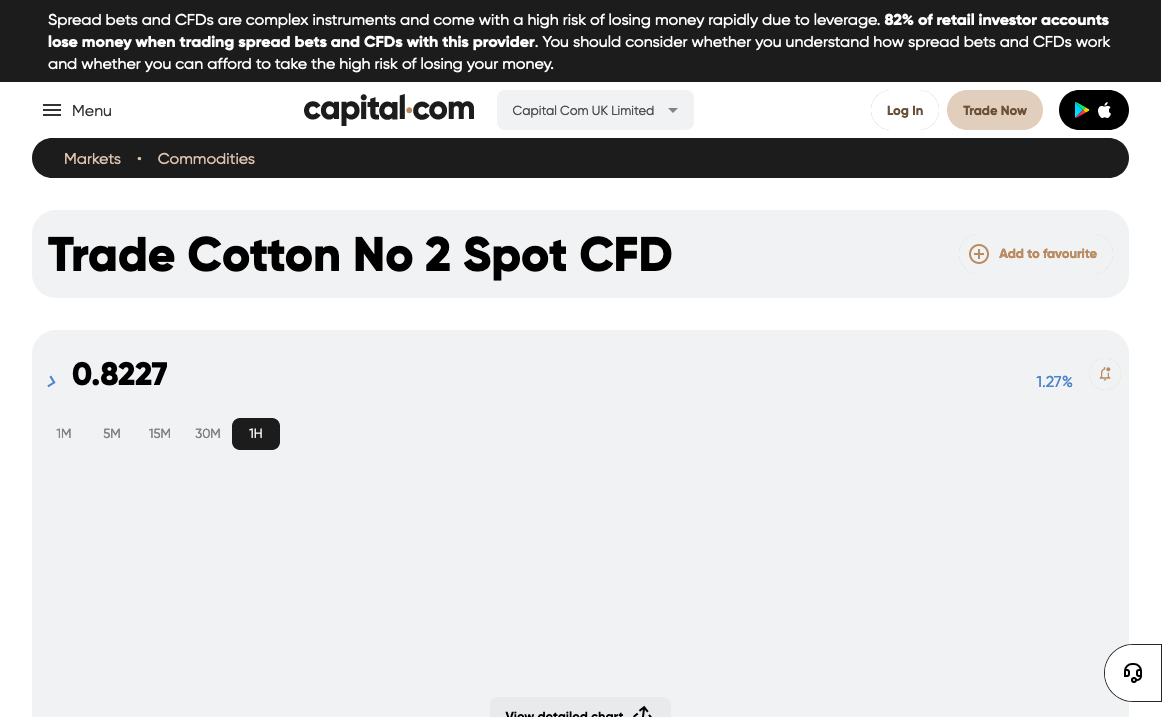 Spread bets and CFDs are complex instruments and come with a high risk of losing money rapidly due to leverage. 82% of retail investor accounts
lose money when trading spread bets and CFDs with this provider. You should consider whether you understand how spread bets and CFDs work
and whether you can afford to take the high risk of losing your money.
Menu
capital.com
Capital Com UK Limited
Log In
Trade Now
Markets • Commodities
Trade Cotton No 2 Spot CFD
Add to favourite
0.8227
1.27%
1M 5M 15M 30M 1H
View detailed chart